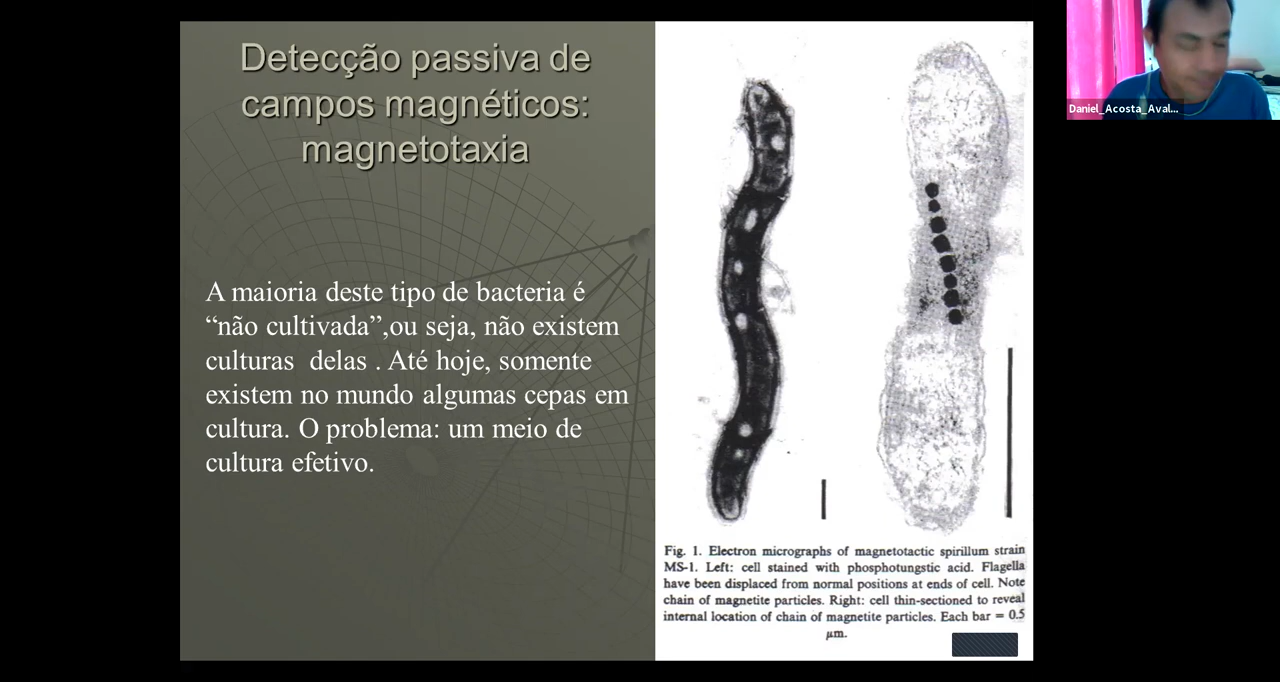 Detecção passiva de
campos magnéticos:
magnetotaxia
A maioria deste tipo de bacteria é
“não cultivada”,ou seja, não existem
culturas delas . Até hoje, somente
existem no mundo algumas cepas em
cultura. O problema: um meio de
cultura efetivo.
Fig. 1. Electron micrographs of magnetotactic spirillum strain
MS-1. Left: cell stained with phosphotungstic acid. Flagella
have been displaced from normal positions at ends of cell. Note
chain of magnetite particles. Right: cell thin-sectioned to reveal
internal location of chain of magnetite particles. Each bar = 0.5
μm.
Daniel_Acosta_Aval...